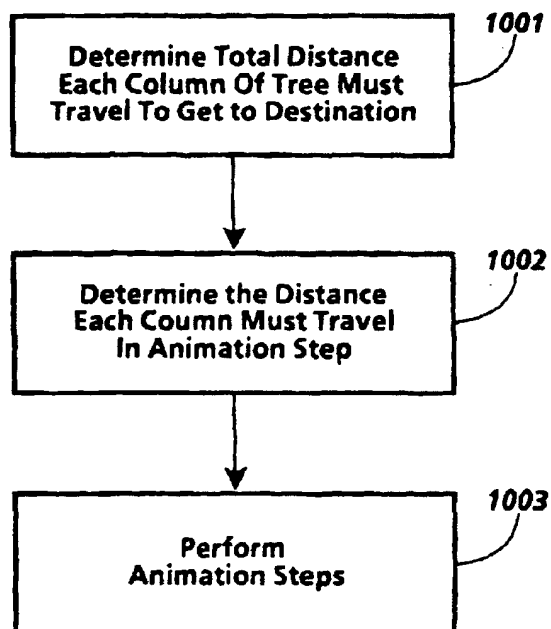 1001
Determine Total Distance
Each Column Of Tree Must
Travel To Get to Destination
1002
Determine the Distance
Each Coumn Must Travel
In Animation Step
1003
Perform
Animation Steps